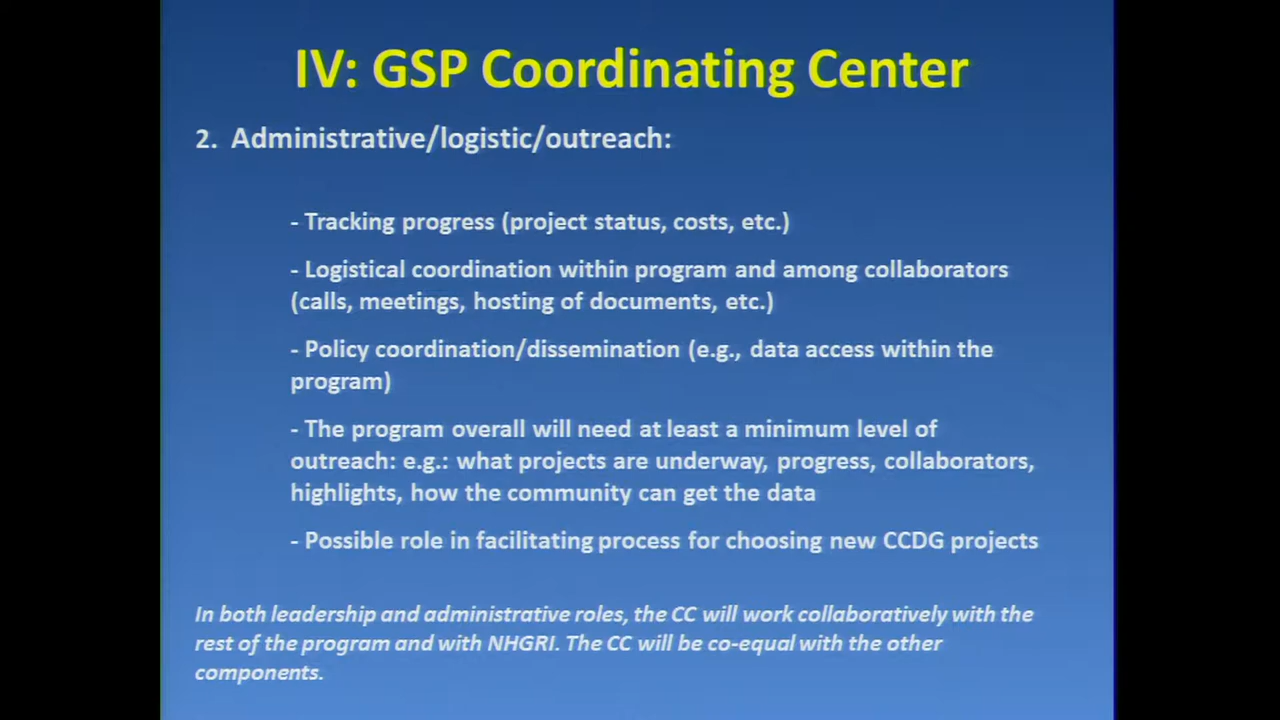 IV: GSP Coordinating Center
2. Administrative/logistic/outreach:
- Tracking progress (project status, costs, etc.)
- Logistical coordination within program and among collaborators
(calls, meetings, hosting of documents, etc.)
- Policy coordination/dissemination (e.g., data access within the
program)
- The program overall will need at least a minimum level of
outreach: e.g.: what projects are underway, progress, collaborators,
highlights, how the community can get the data
- Possible role in facilitating process for choosing new CCDG projects
In both leadership and administrative roles, the CC will work collaboratively with the
rest of the program and with NHGRI. The CC will be co-equal with the other
components.